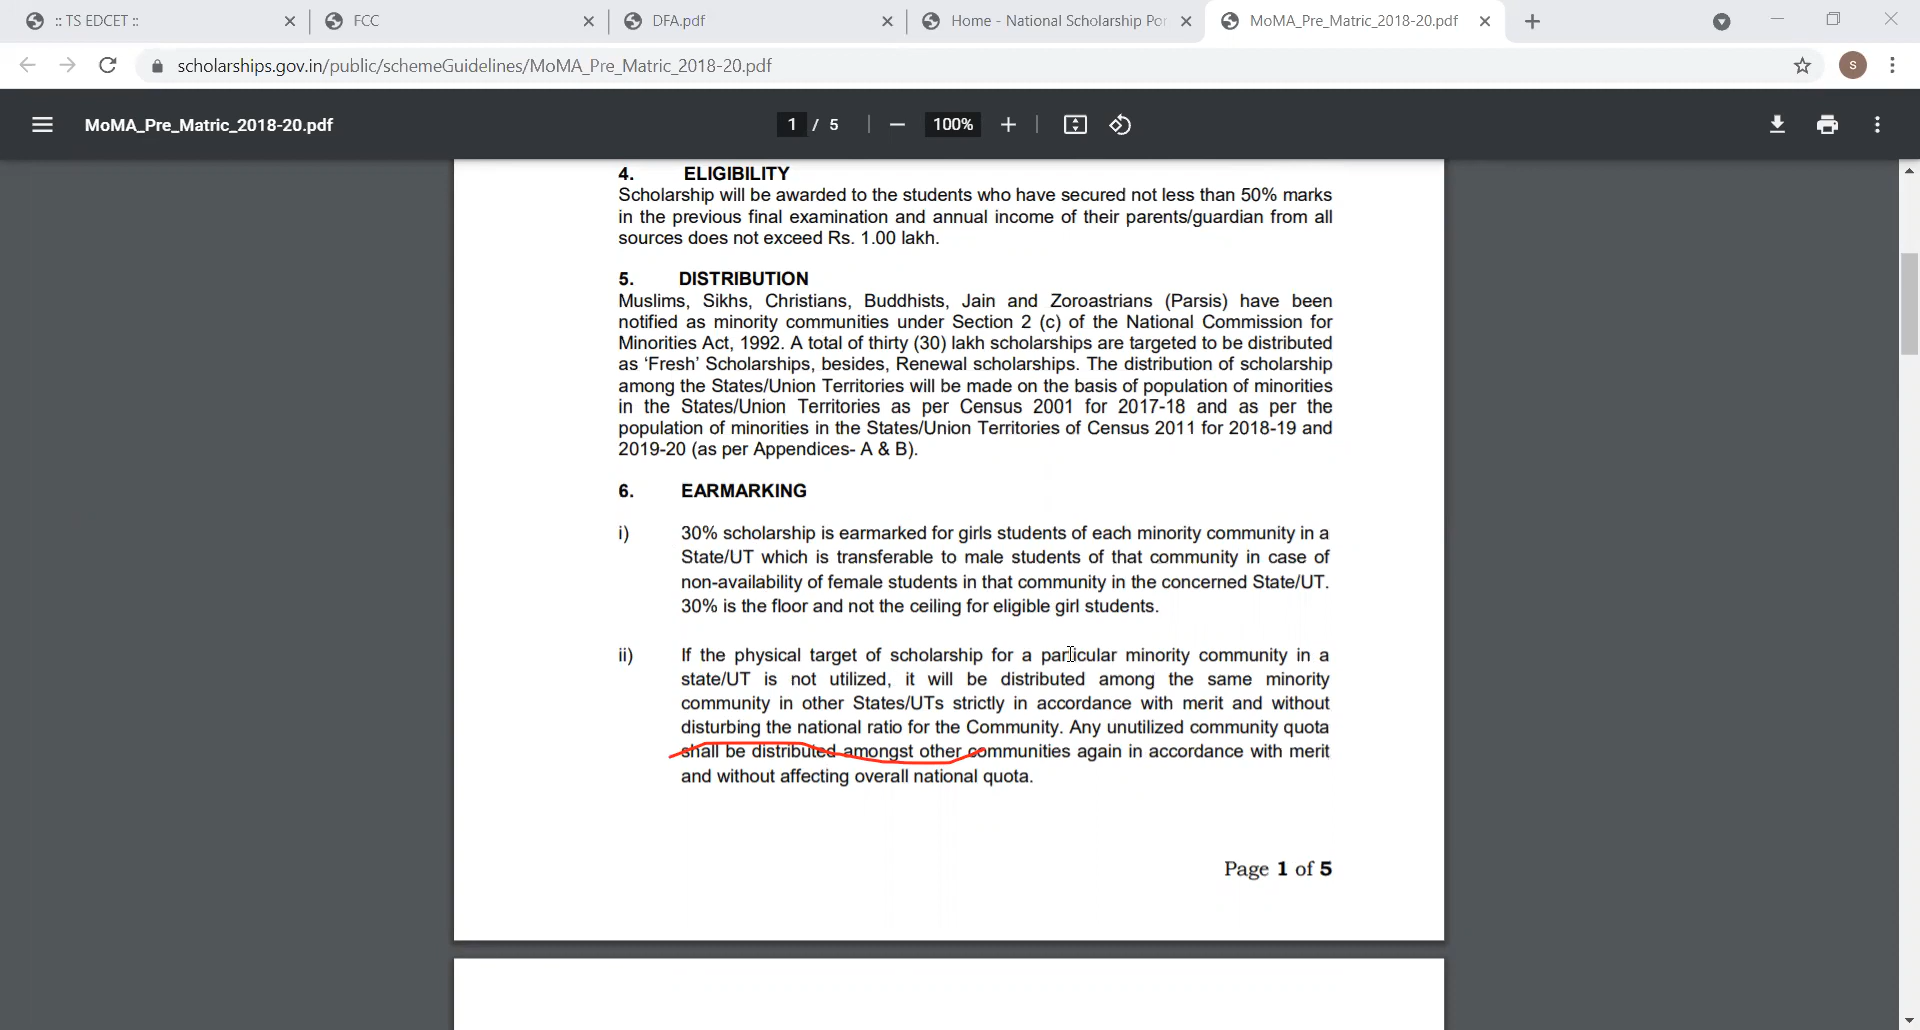 :: TS EDCET ::
FCC
DFA.pdf
Home - National Scholarship Por
MoMA_Pre_Matric_2018-20.pdf
scholarships.gov.in/public/schemeGuidelines/MoMA_Pre_Matric_2018-20.pdf
S
MoMA_Pre_Matric_2018-20.pdf
1 / 5
100%
4. ELIGIBILITY
Scholarship will be awarded to the students who have secured not less than 50% marks
in the previous final examination and annual income of their parents/guardian from all
sources does not exceed Rs. 1.00 lakh.
5. DISTRIBUTION
Muslims, Sikhs, Christians, Buddhists, Jain and Zoroastrians (Parsis) have been
notified as minority communities under Section 2 (c) of the National Commission for
Minorities Act, 1992. A total of thirty (30) lakh scholarships are targeted to be distributed
as ‘Fresh’ Scholarships, besides, Renewal scholarships. The distribution of scholarship
among the States/Union Territories will be made on the basis of population of minorities
in the States/Union Territories as per Census 2001 for 2017-18 and as per the
population of minorities in the States/Union Territories of Census 2011 for 2018-19 and
2019-20 (as per Appendices- A & B).
6. EARMARKING
i) 30% scholarship is earmarked for girls students of each minority community in a
State/UT which is transferable to male students of that community in case of
non-availability of female students in that community in the concerned State/UT.
30% is the floor and not the ceiling for eligible girl students.
ii) If the physical target of scholarship for a particular minority community in a
state/UT is not utilized, it will be distributed among the same minority
community in other States/UTs strictly in accordance with merit and without
disturbing the national ratio for the Community. Any unutilized community quota
shall be distributed amongst other communities again in accordance with merit
and without affecting overall national quota.
Page 1 of 5